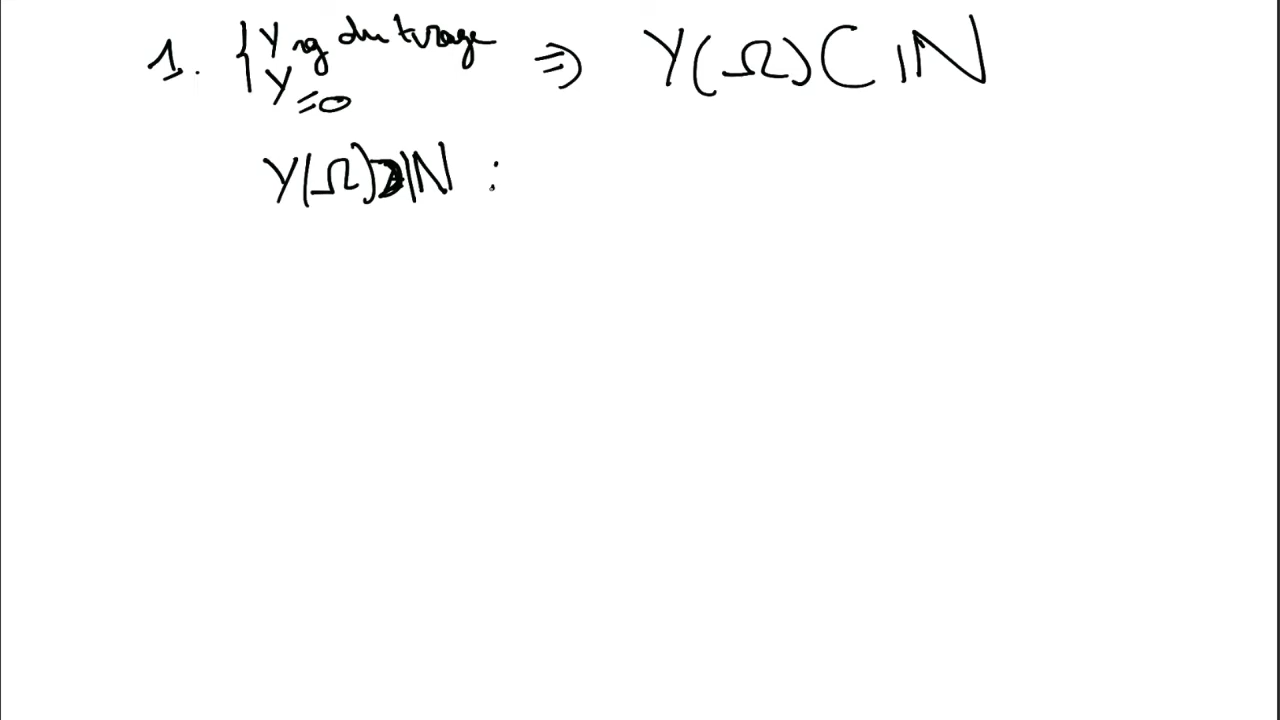 1. { Y rg du tirage ⇒ Y(Ω) ⊂ ℕ
Y = 0
Y(Ω) ⊃ ℕ :